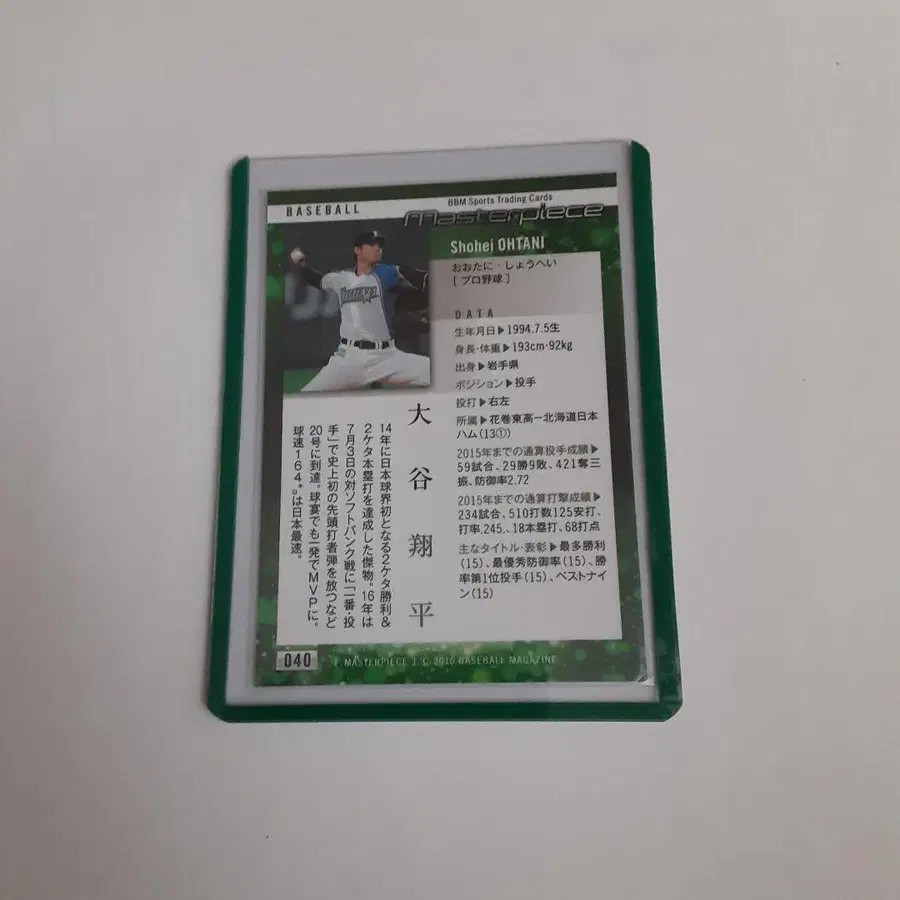 BASEBALL
BBM Sports Trading Cards
Masterpiece
Shohei OHTANI
おおたに・しょうへい
[プロ野球]
DATA
生年月日▶1994.7.5生
身長・体重▶193cm・92kg
出身▶岩手県
ポジション▶投手
投打▶右左
所属▶花巻東高−北海道日本
ハム(13①)
2015年までの通算投手成績▶
59試合、29勝9敗、421奪三
振、防御率2.72
2015年までの通算打撃成績▶
234試合、510打数125安打、
打率.245、18本塁打、68打点
主なタイトル・表彰▶最多勝利
(15)、最優秀防御率(15)、勝
率第1位投手(15)、ベストナイ
ン(15)
大谷翔平
14年に日本球界初となる2ケタ勝利&
2ケタ本塁打を達成した傑物。16年は
7月3日の対ソフトバンク戦に「一番・投
手」で史上初の先頭打者弾を放つなど
20号に到達。球宴でも一発でMVPに。
球速164㌔は日本最速。
040
[ MASTERPIECE ] © 2016 BASEBALL MAGAZINE